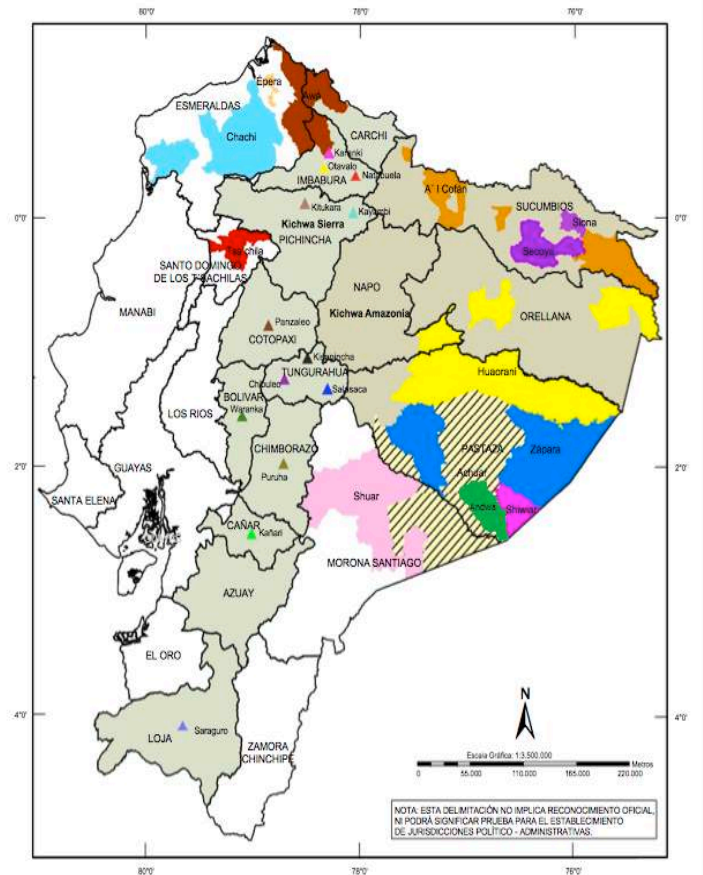 80°0'
78°0'
76°0'
Épera
Awá
ESMERALDAS
Chachi
CARCHI
Karanki
Otavalo
Natabuela
IMBABURA
A´ I Cofan
SUCUMBIOS
Siona
Secoya
Kitukara
Kayambi
0°0'
0°0'
Kichwa Sierra
PICHINCHA
Tsa´chila
SANTO DOMINGO
DE LOS T´SACHILAS
NAPO
Kichwa Amazonia
ORELLANA
MANABI
Panzaleo
COTOPAXI
Kisapincha
TUNGURAHUA
Chibuleo
Salasaca
Huaorani
BOLIVAR
Waranka
LOS RIOS
CHIMBORAZO
PASTAZA
Zápara
Achuar
2°0'
2°0'
GUAYAS
Puruha
Shuar
SANTA ELENA
Andwa
Shiwiar
CAÑAR
Kañari
MORONA SANTIAGO
AZUAY
EL ORO
4°0'
4°0'
Saraguro
LOJA
ZAMORA
CHINCHIPE
N
Escala Gráfica: 1:3.500.000
Metros
0 55.000 110.000 165.000 220.000
NOTA: ESTA DELIMITACIÓN NO IMPLICA RECONOCIMIENTO OFICIAL,
NI PODRÁ SIGNIFICAR PRUEBA PARA EL ESTABLECIMIENTO
DE JURISDICCIONES POLÍTICO - ADMINISTRATIVAS.
80°0'
78°0'
76°0'